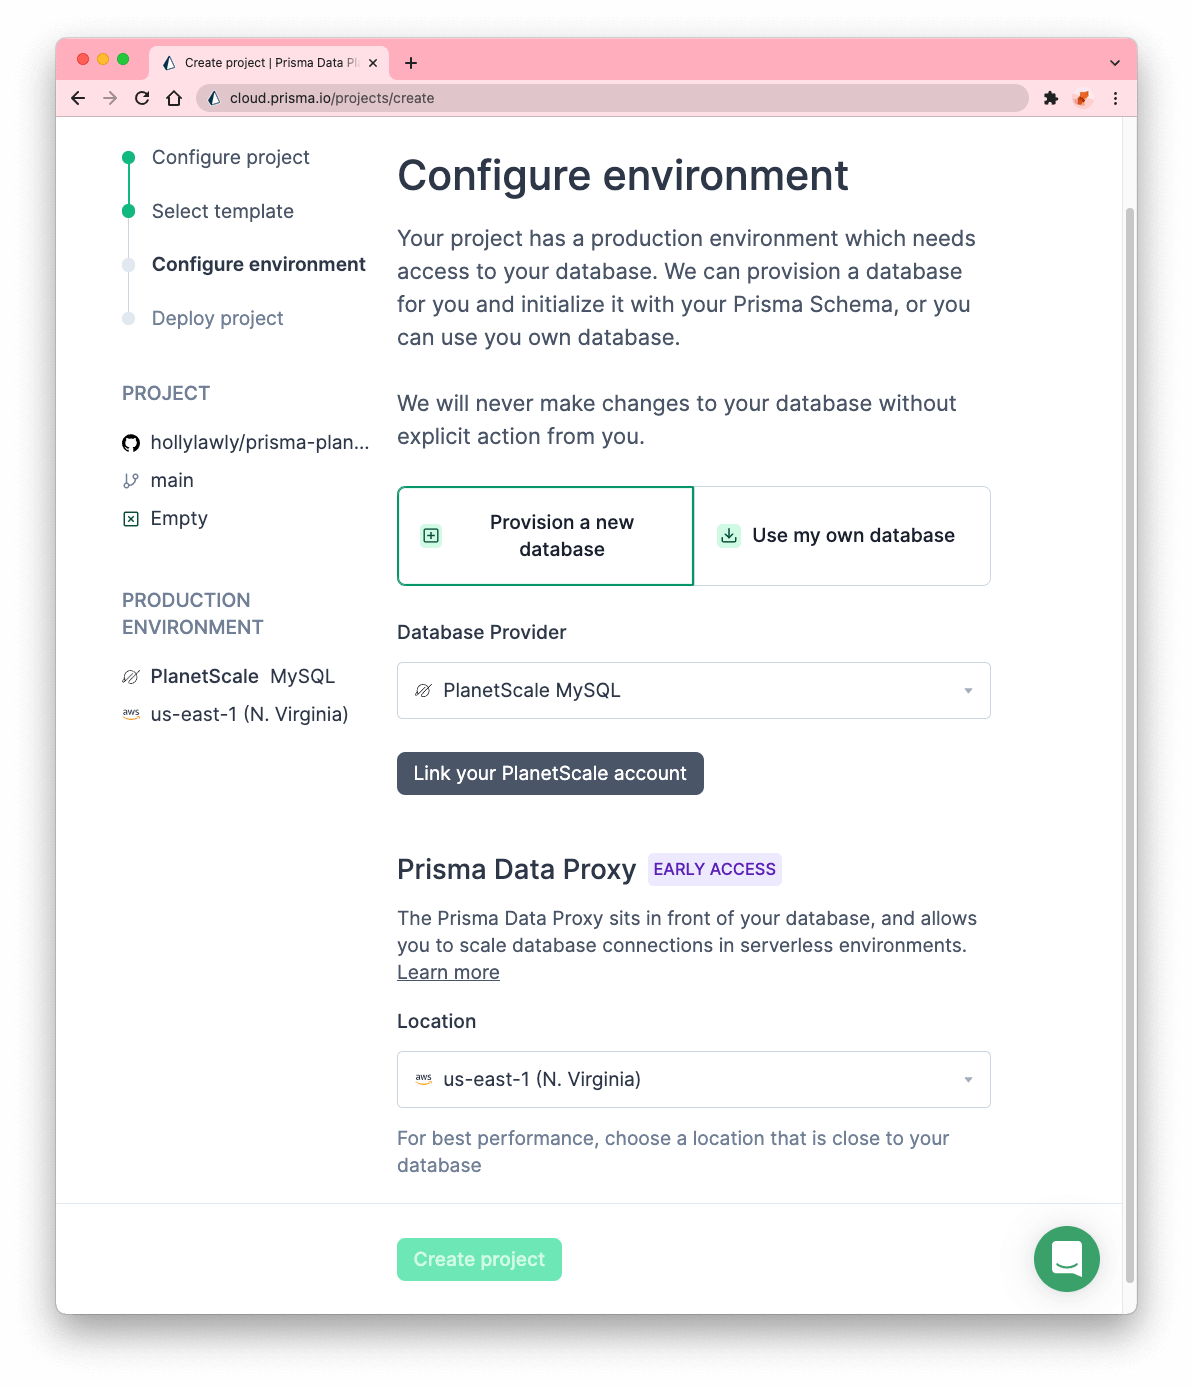 Create project | Prisma Data Pl
cloud.prisma.io/projects/create
Configure project
Select template
Configure environment
Deploy project
PROJECT
hollylawly/prisma-plan...
main
Empty
PRODUCTION
ENVIRONMENT
PlanetScale MySQL
aws us-east-1 (N. Virginia)
Configure environment
Your project has a production environment which needs
access to your database. We can provision a database
for you and initialize it with your Prisma Schema, or you
can use you own database.
We will never make changes to your database without
explicit action from you.
Provision a new
database
Use my own database
Database Provider
PlanetScale MySQL
Link your PlanetScale account
Prisma Data Proxy EARLY ACCESS
The Prisma Data Proxy sits in front of your database, and allows
you to scale database connections in serverless environments.
Learn more
Location
aws us-east-1 (N. Virginia)
For best performance, choose a location that is close to your
database
Create project